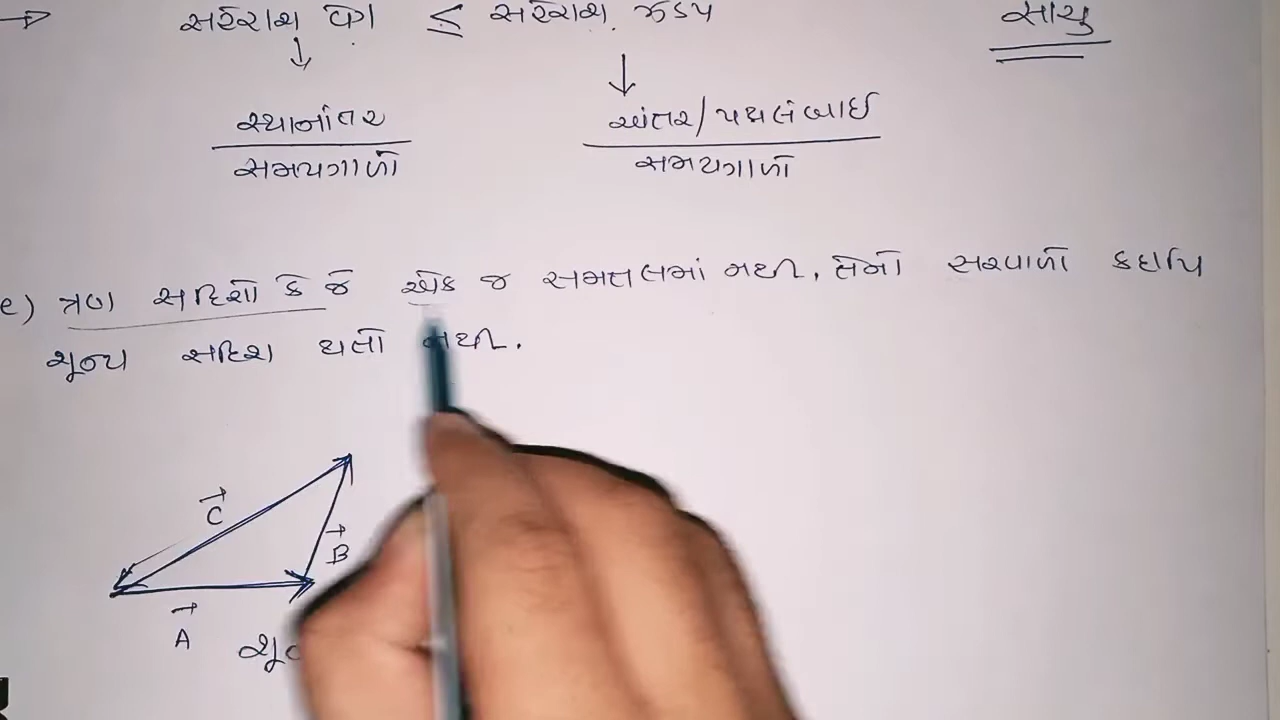 → સરેરાશ વેગ ≤ સરેરાશ ઝડપ સાચુ
↓ ↓
સ્થાનાંતર અંતર/પથલંબાઈ
સમયગાળો સમયગાળો
e) ત્રણ સદિશો કે જે એક જ સમતલમાં નથી, તેનો સરવાળો કદાપિ
શૂન્ય સદિશ થતો નથી.
C
B
A